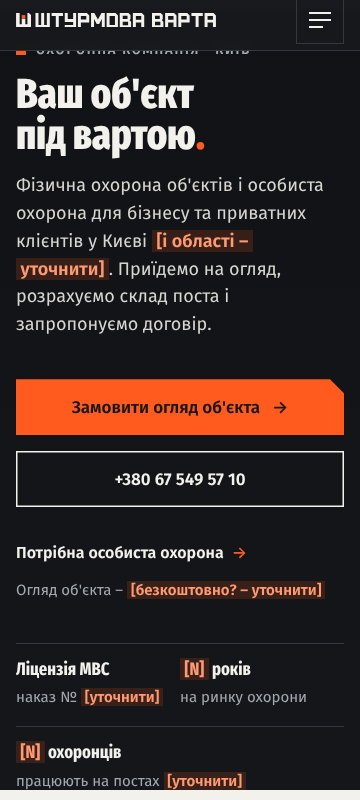 ШТУРМОВА ВАРТА
ОХОРОННА КОМПАНІЯ · КИЇВ
Ваш об'єкт
під вартою.
Фізична охорона об'єктів і особиста
охорона для бізнесу та приватних
клієнтів у Києві [і області –
уточнити]. Приїдемо на огляд,
розрахуємо склад поста і
запропонуємо договір.
Замовити огляд об'єкта →
+380 67 549 57 10
Потрібна особиста охорона →
Огляд об'єкта – [безкоштовно? – уточнити]
Ліцензія МВС
наказ № [уточнити]
[N] років
на ринку охорони
[N] охоронців
працюють на постах [уточнити]